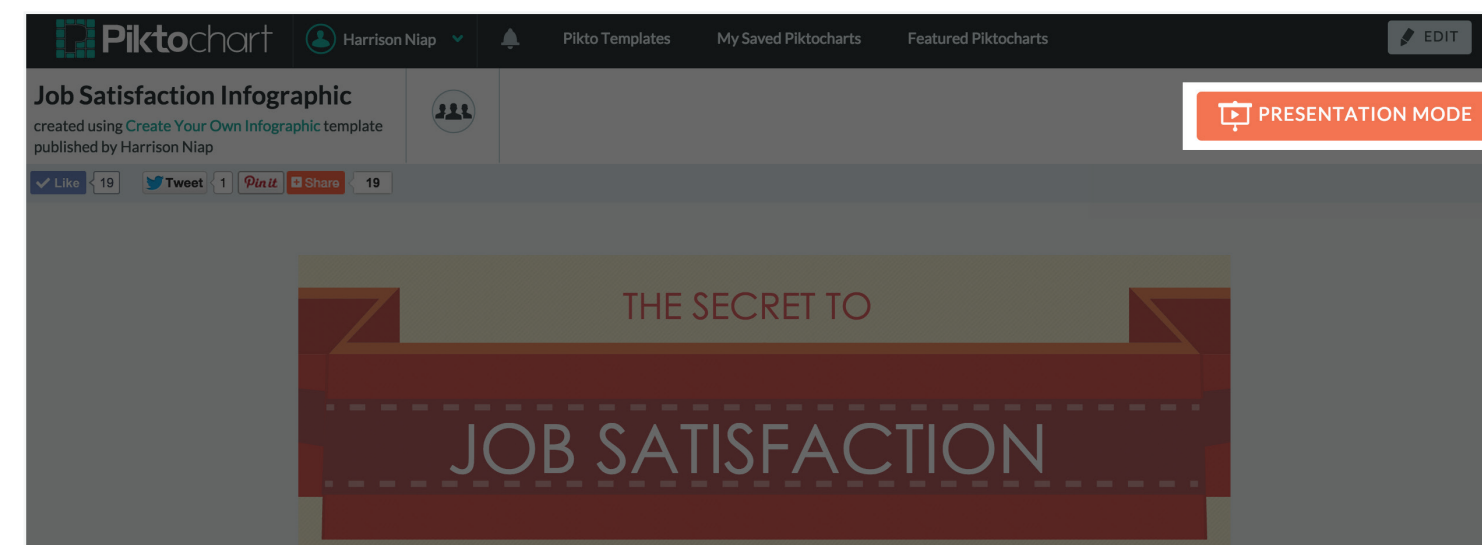 Piktochart
Harrison Niap
Pikto Templates
My Saved Piktocharts
Featured Piktocharts
EDIT
Job Satisfaction Infographic
created using Create Your Own Infographic template
published by Harrison Niap
PRESENTATION MODE
Like 19 Tweet 1 Pin it Share 19
THE SECRET TO
JOB SATISFACTION